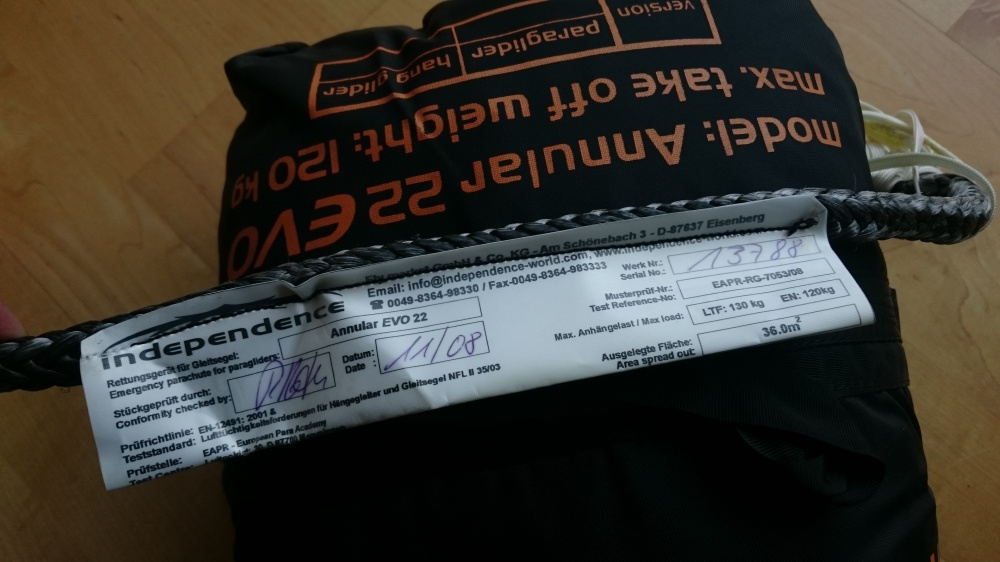 version
paraglider
hang glider
max. take off weight: 120 kg
model: Annular 22 EVO
independence
Fly market GmbH & Co. KG - Am Schönebach 3 - D-87637 Eisenberg
Email: info@independence-world.com,
☎ 0049-8364-98330 / Fax-0049-8364-983333
Rettungsgerät für Gleitsegel:
Emergency parachute for paragliders:
Annular EVO 22
Stückgeprüft durch:
Conformity checked by:
Datum:
Date :
11/08
Prüfrichtlinie: EN-12491: 2001 &
Teststandard: Lufttüchtigkeitsforderungen für Hängegleiter und Gleitsegel NFL II 35/03
Prüfstelle: EAPR - European Para Academy
Test Center:
Werk Nr.:
Serial No.:
13788
Musterprüf-Nr.:
Test Reference-No:
EAPR-RG-7053/08
Max. Anhängelast / Max load:
LTF: 130 kg EN: 120kg
Ausgelegte Fläche:
Area spread out:
36.0m²